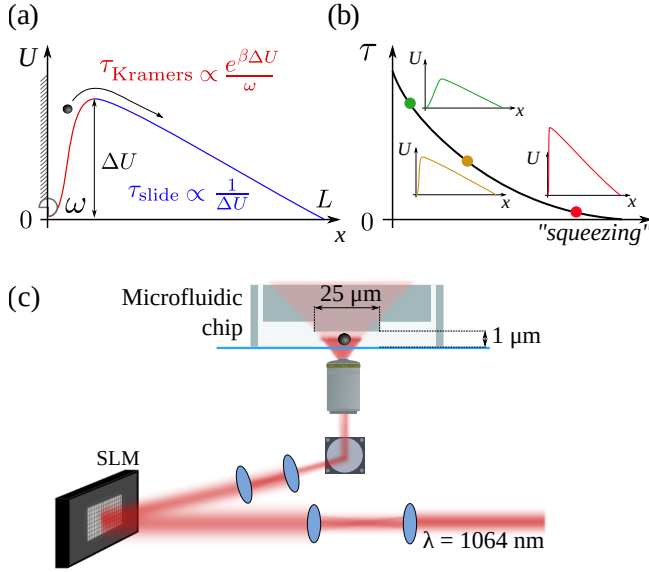 (a)
U
τ_Kramers ∝ e^{βΔU}/ω
ΔU
τ_slide ∝ 1/ΔU
ω
L
0
x
(b)
τ
U
x
U
x
U
x
0
"squeezing"
(c)
Microfluidic
chip
25 μm
1 μm
SLM
λ = 1064 nm